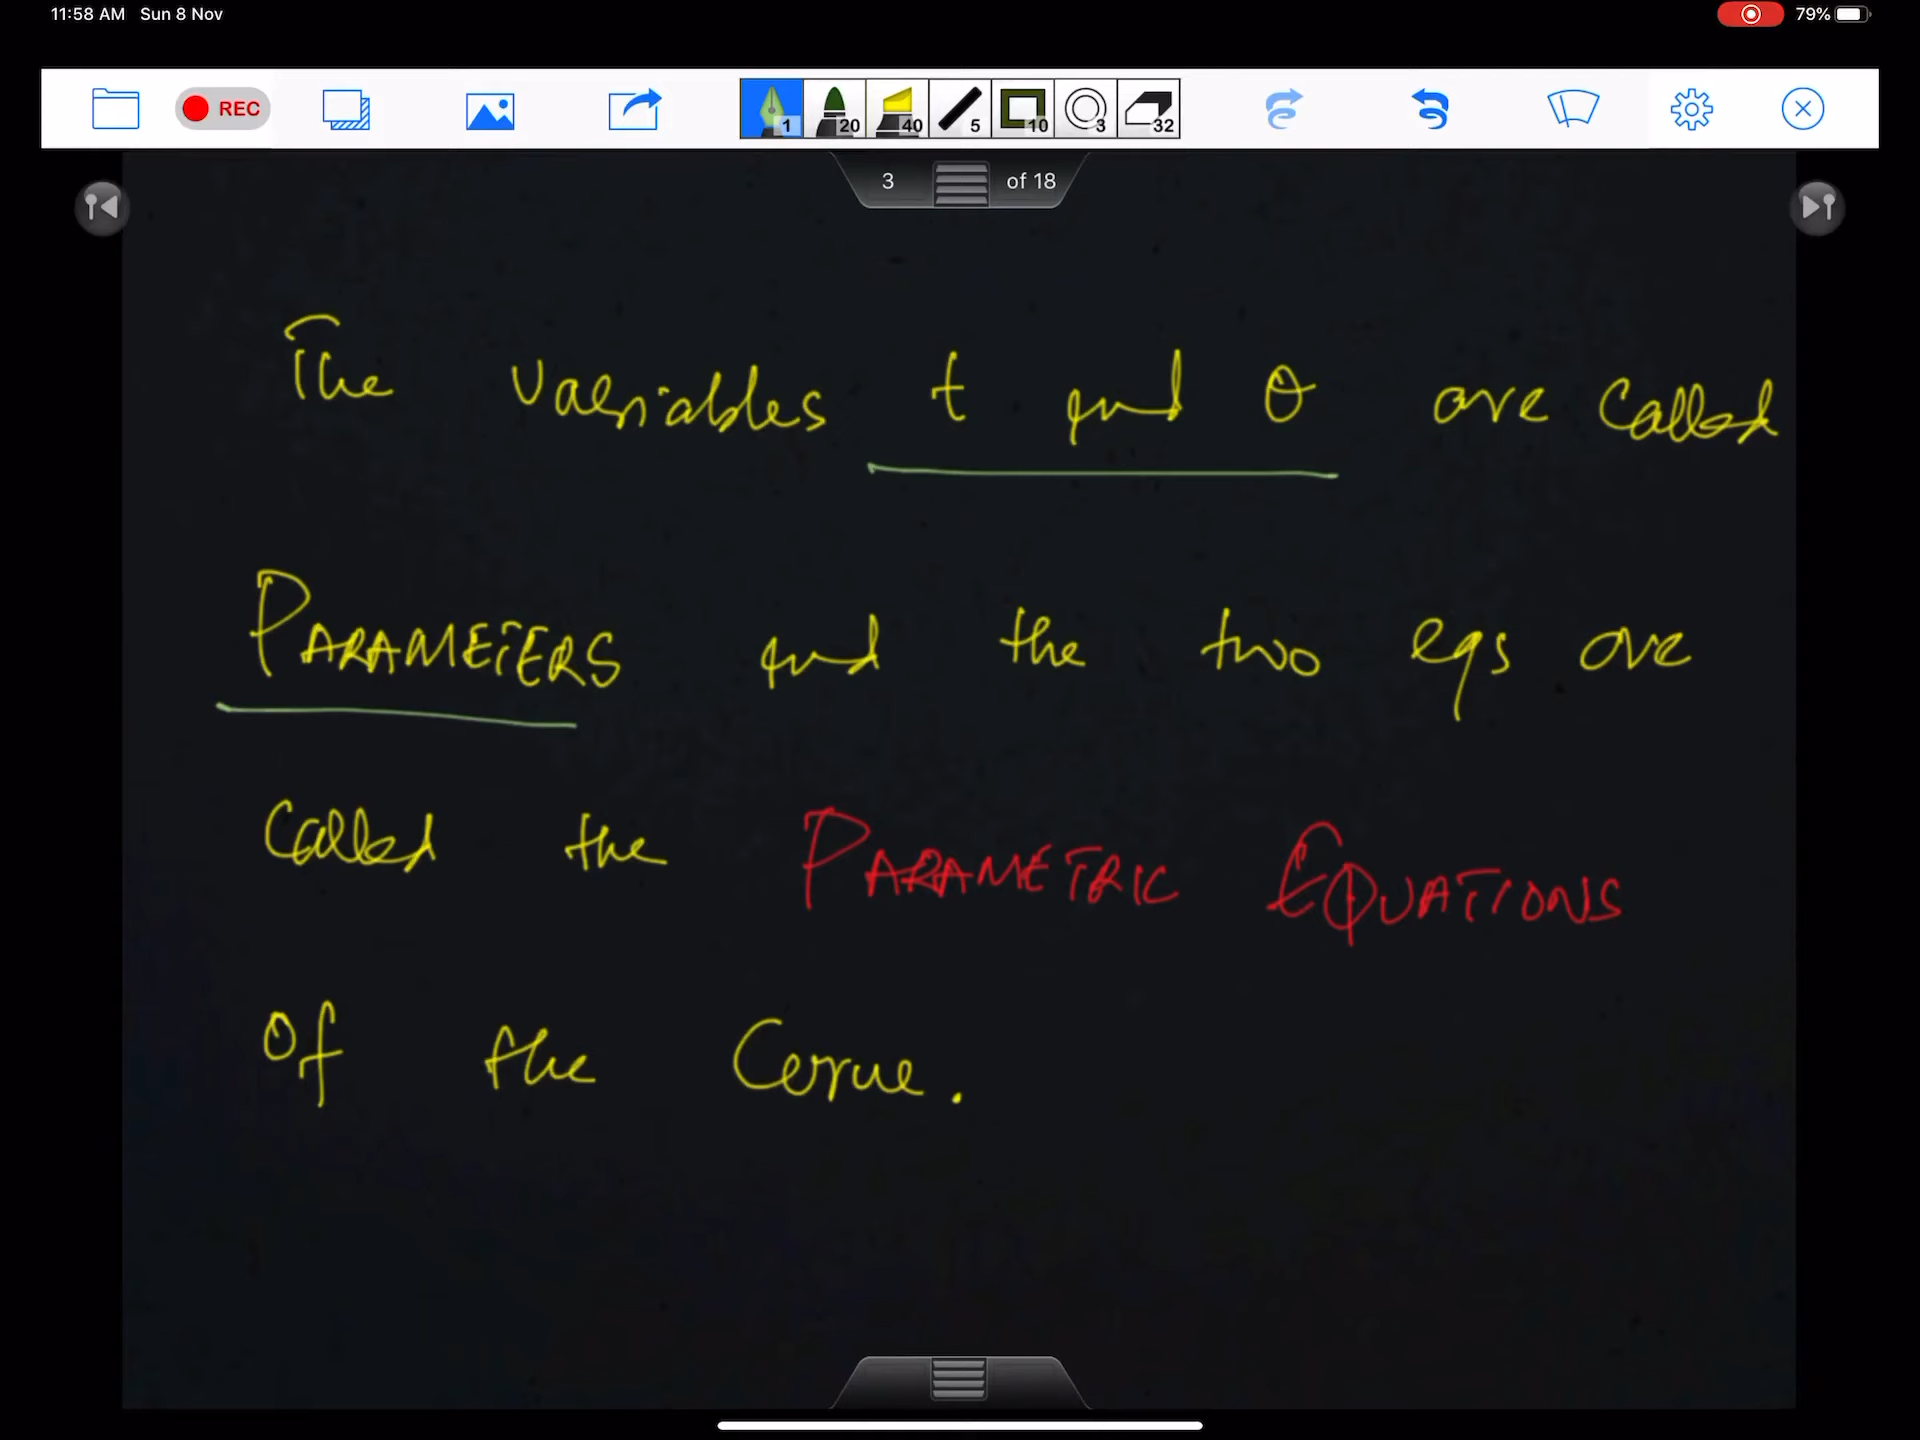 11:58 AM Sun 8 Nov 79%
REC 1 20 40 5 10 3 32
3 of 18
The variables t and θ are called
PARAMETERS and the two eqs are
called the PARAMETRIC EQUATIONS
of the Curve.